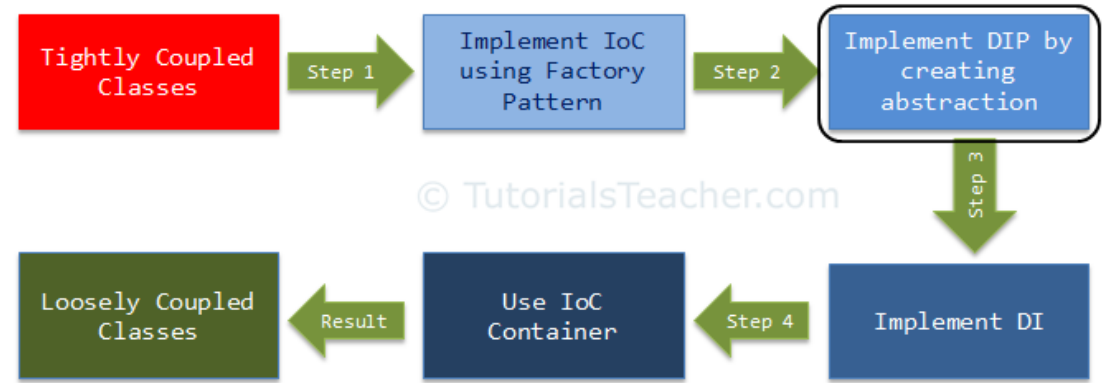 Tightly Coupled
Classes
Step 1
Implement IoC
using Factory
Pattern
Step 2
Implement DIP by
creating
abstraction
Step 3
© TutorialsTeacher.com
Loosely Coupled
Classes
Result
Use IoC
Container
Step 4
Implement DI